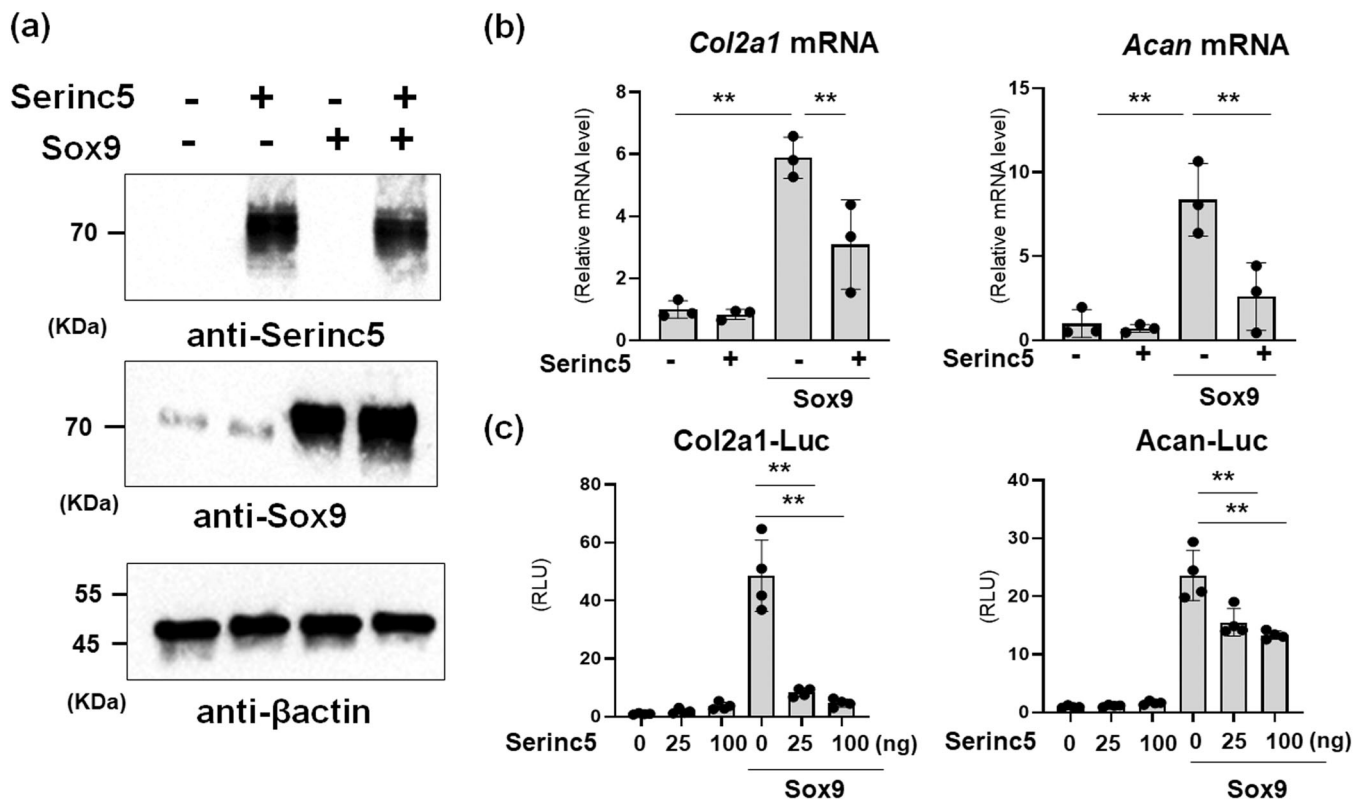 (a)
Serinc5 - + - +
Sox9 - - + +
70
(KDa)
anti-Serinc5
70
(KDa)
anti-Sox9
55
45
(KDa)
anti-βactin
(b)
Col2a1 mRNA
(Relative mRNA level)
8
6
4
2
0
** **
Serinc5 - + - +
Sox9
Acan mRNA
(Relative mRNA level)
15
10
5
0
** **
Serinc5 - + - +
Sox9
(c)
Col2a1-Luc
(RLU)
80
60
40
20
0
**
**
Serinc5 0 25 100 0 25 100 (ng)
Sox9
Acan-Luc
(RLU)
40
30
20
10
0
**
**
Serinc5 0 25 100 0 25 100 (ng)
Sox9